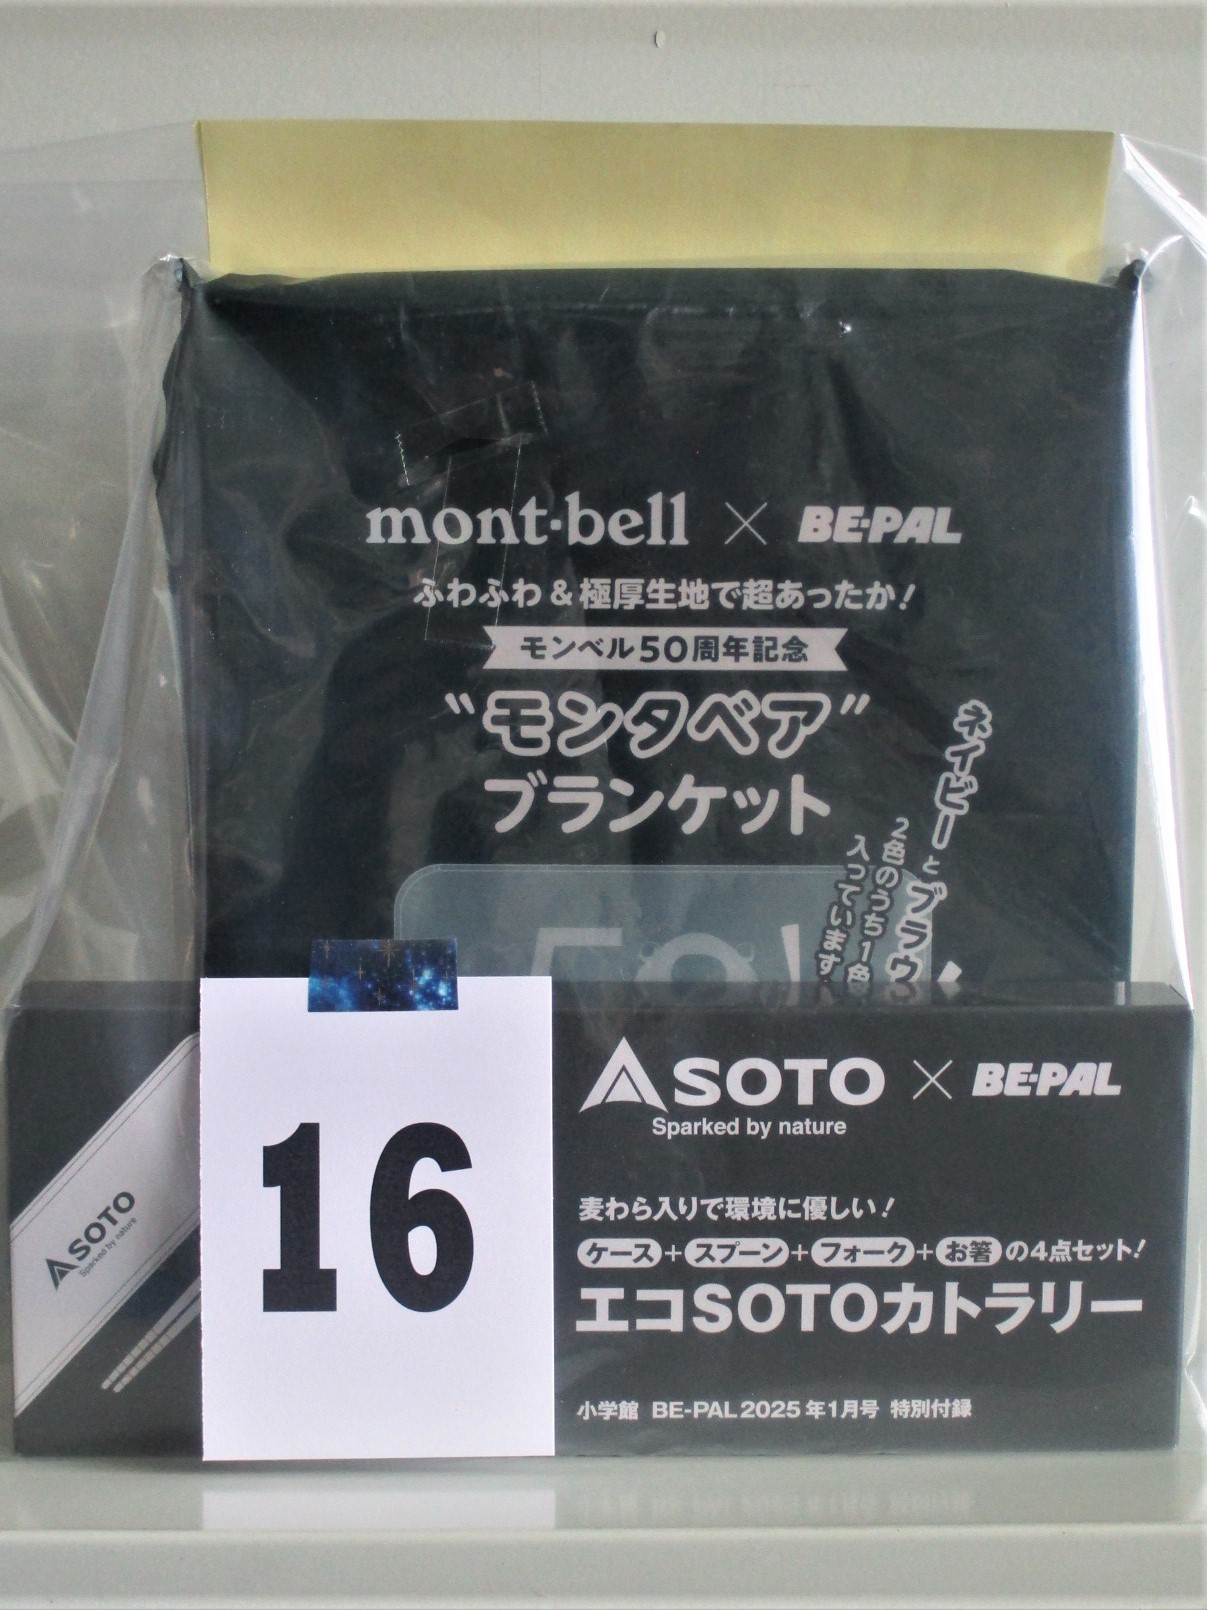 mont·bell × BE-PAL
ふわふわ&極厚生地で超あったか!
モンベル50周年記念
“モンタベア”
ブランケット
ネイビーとブラウン
2色のうち1色
入っています
16
SOTO × BE-PAL
Sparked by nature
麦わら入りで環境に優しい!
ケース+スプーン+フォーク+お箸の4点セット!
エコSOTOカトラリー
小学館 BE-PAL2025年1月号 特別付録
SOTO
Sparked by nature